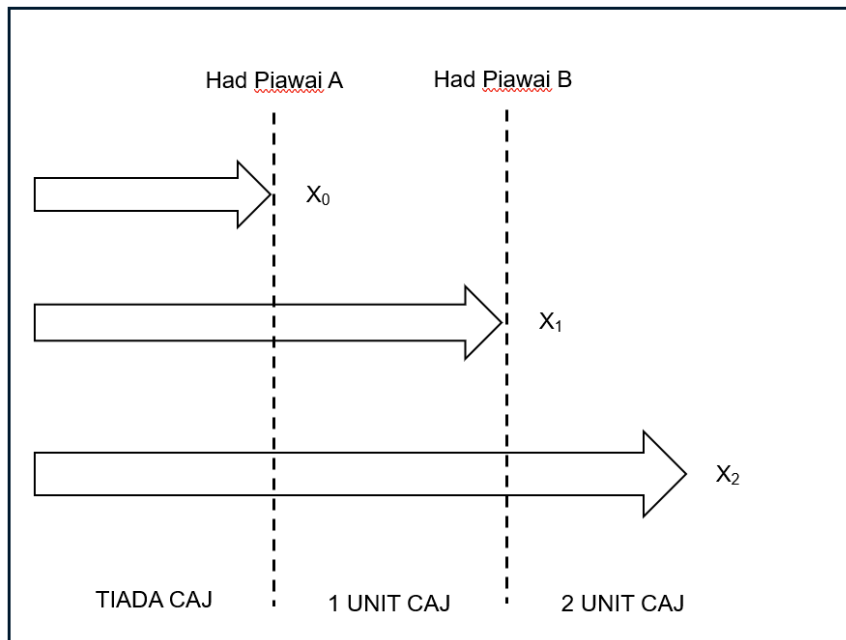 Had Piawai A
Had Piawai B
X₀
X₁
X₂
TIADA CAJ
1 UNIT CAJ
2 UNIT CAJ